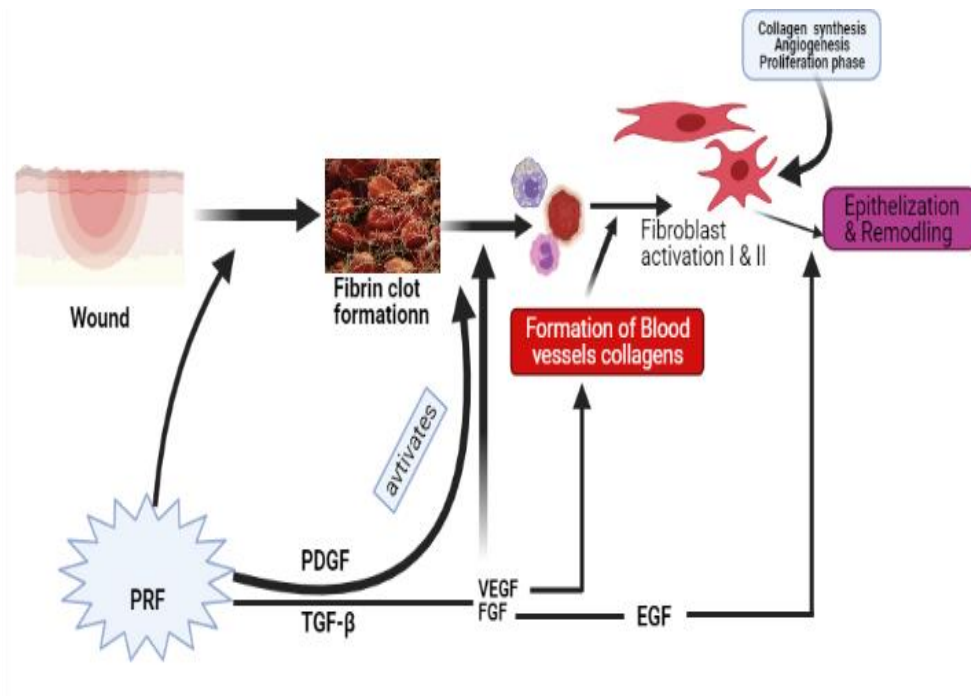 Collagen synthesis
Angiogenesis
Proliferation phase
Epithelization
& Remodling
Fibroblast
activation I & II
Wound
Fibrin clot
formationn
Formation of Blood
vessels collagens
avtivates
PDGF
PRF
TGF-β
VEGF
FGF
EGF